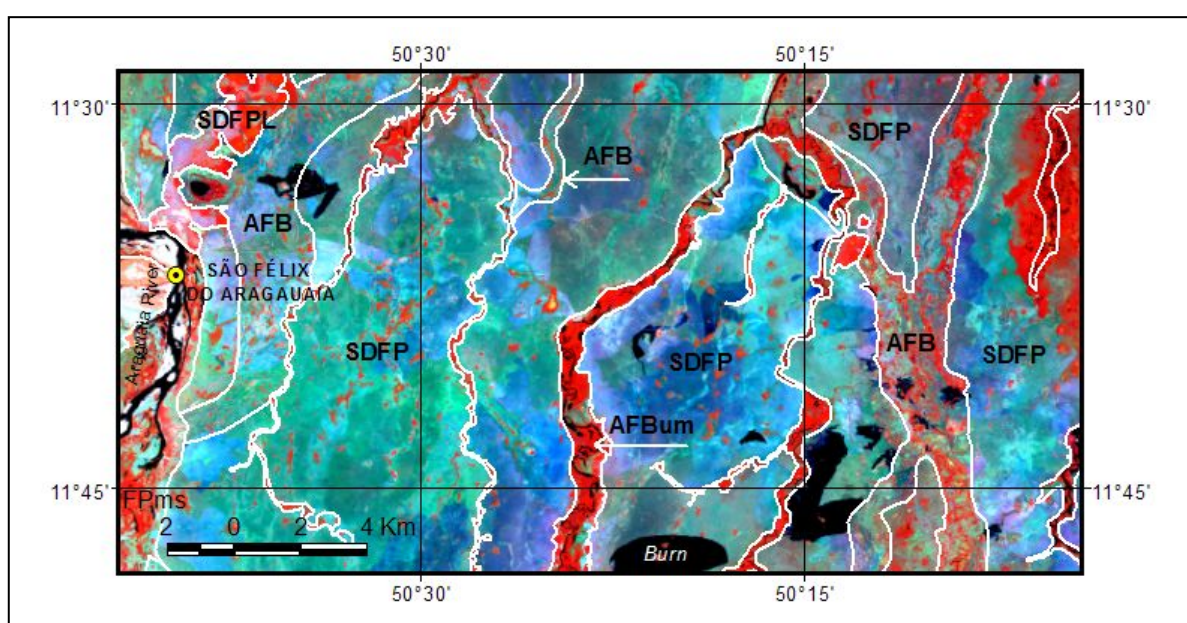 50°30' 50°15'
11°30' 11°30'
SDFPL SDFP
AFB
AFB
SÃO FÉLIX
DO ARAGAUAIA
Araguaia River
SDFP SDFP AFB SDFP
AFBum
11°45' 11°45'
FPms
2 0 2 4 Km
Burn
50°30' 50°15'